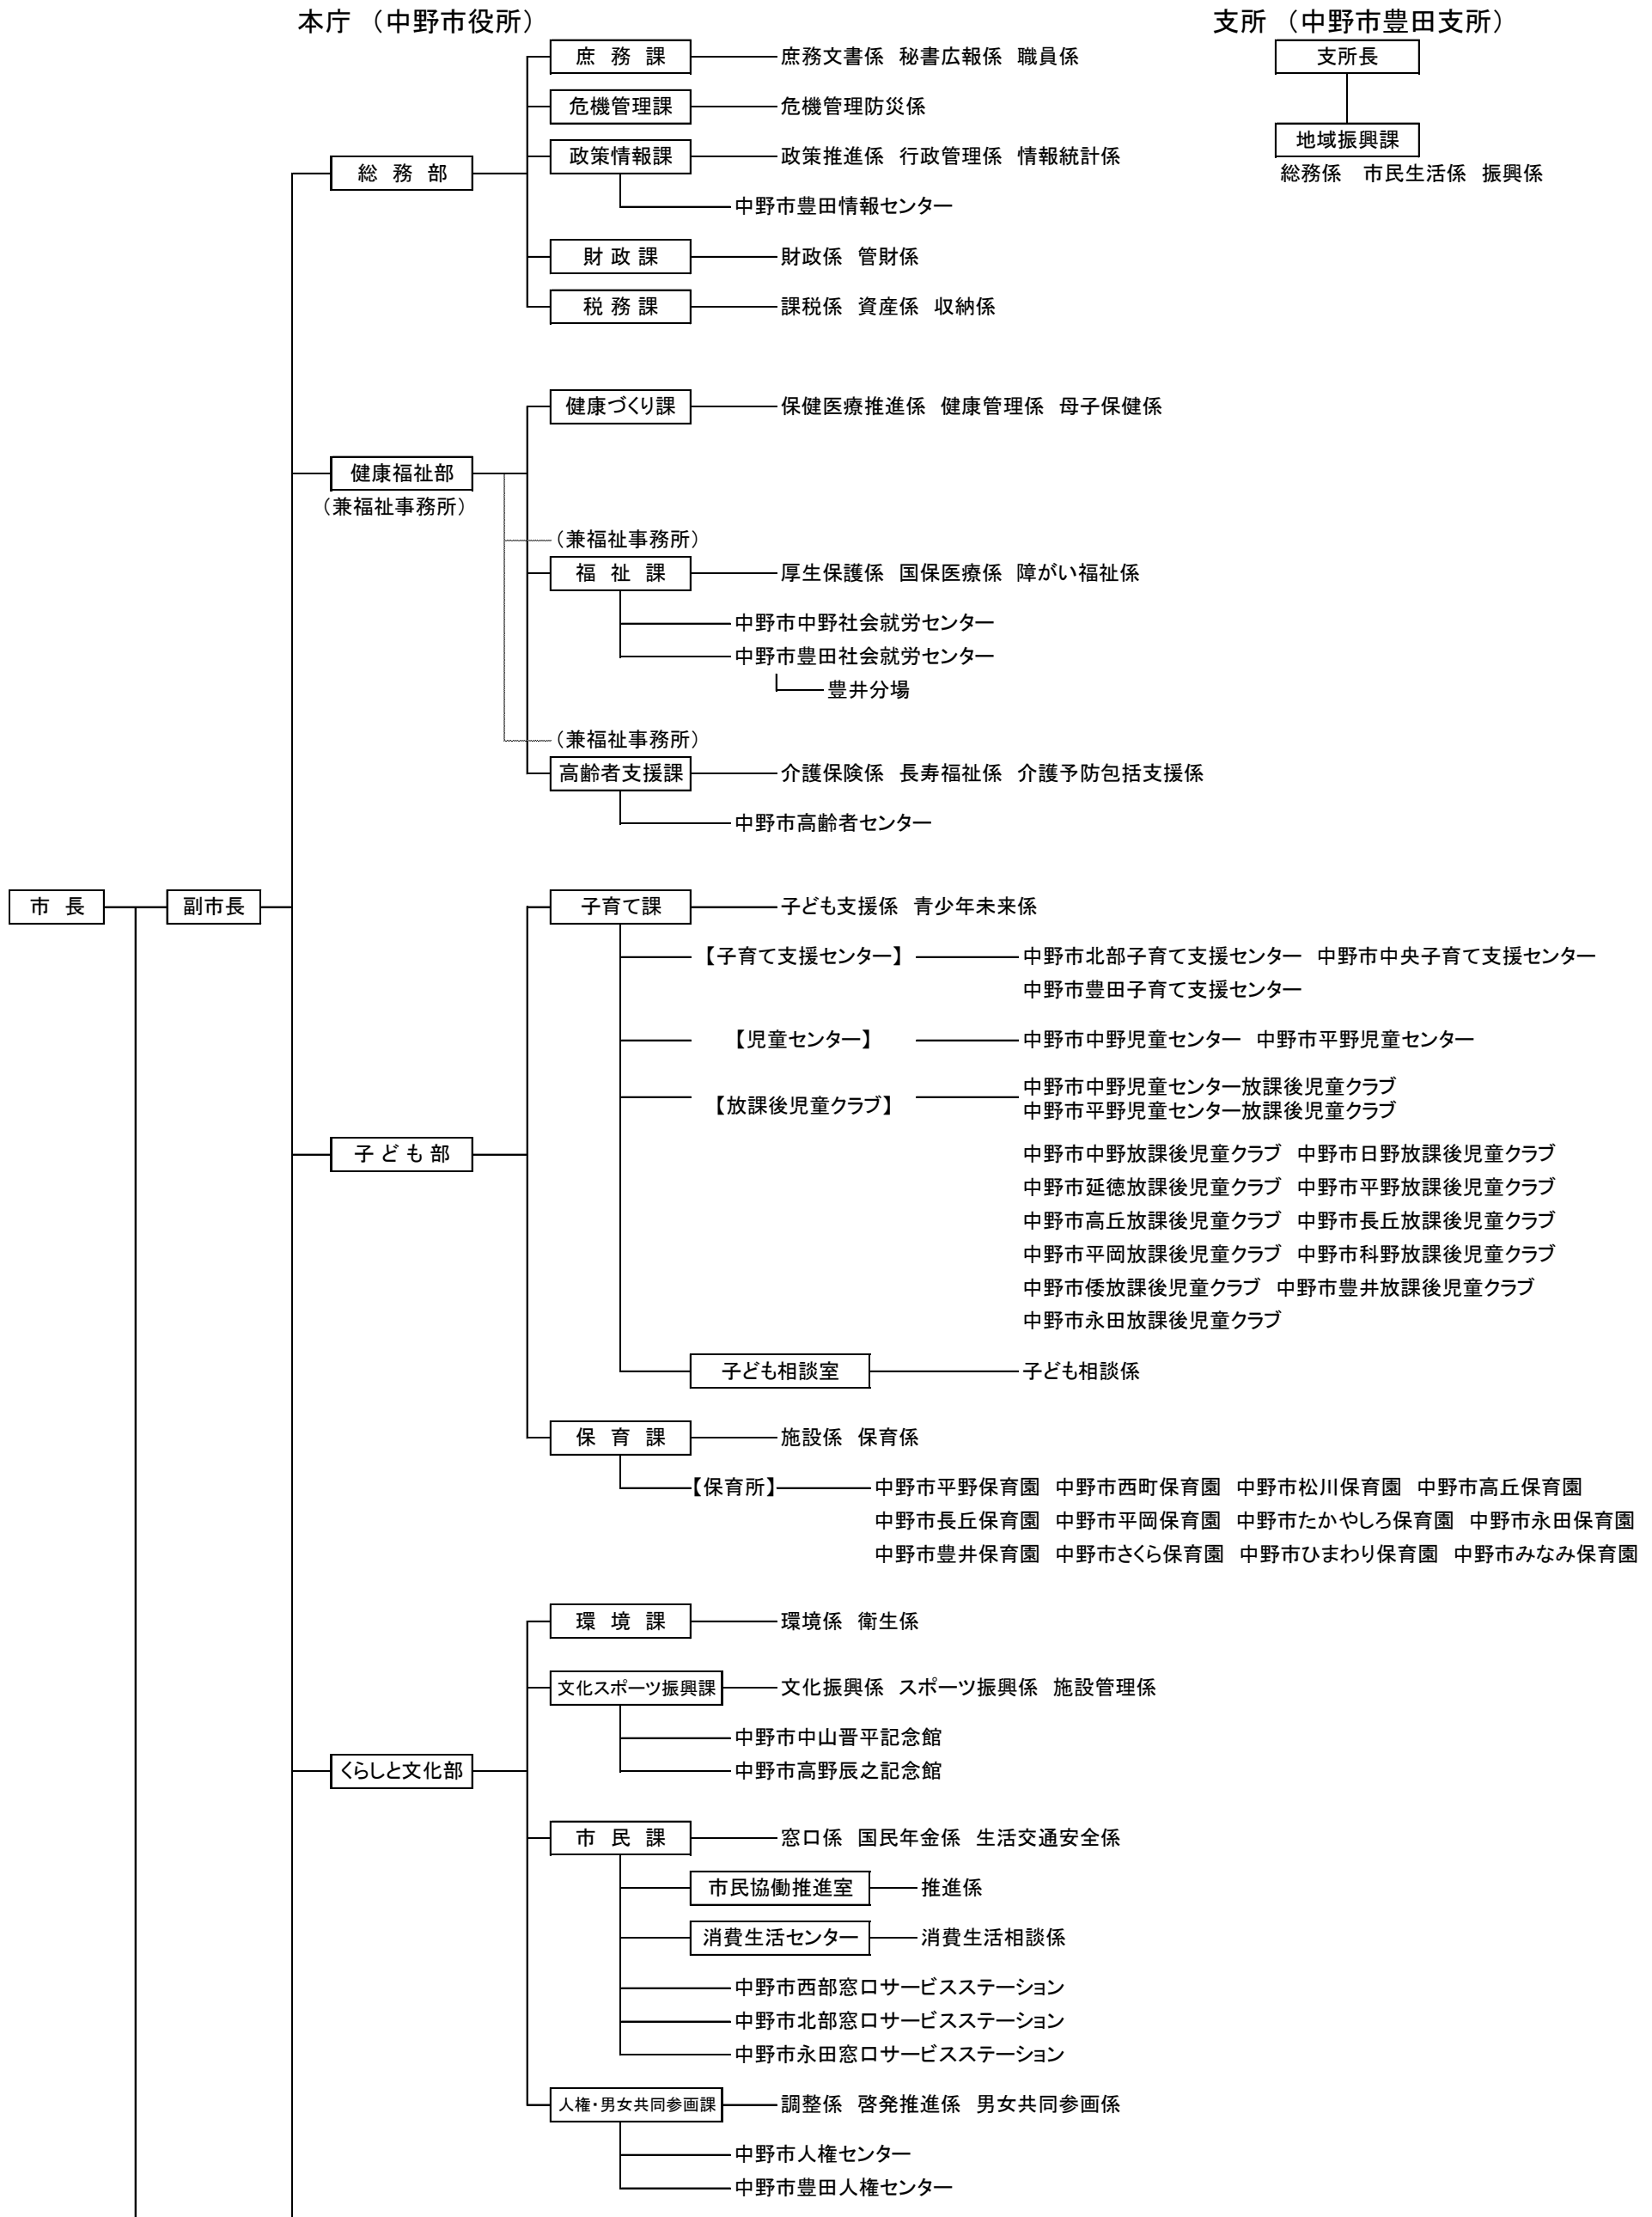 本庁 （中野市役所）
支所 （中野市豊田支所）
庶 務 課　庶務文書係　秘書広報係　職員係
支所長
危機管理課　危機管理防災係
地域振興課
政策情報課　政策推進係　行政管理係　情報統計係
総 務 部
総務係　市民生活係　振興係
中野市豊田情報センター
財 政 課　財政係　管財係
税 務 課　課税係　資産係　収納係
健康づくり課　保健医療推進係　健康管理係　母子保健係
健康福祉部
（兼福祉事務所）
（兼福祉事務所）
福 祉 課　厚生保護係　国保医療係　障がい福祉係
中野市中野社会就労センター
中野市豊田社会就労センター
豊井分場
（兼福祉事務所）
高齢者支援課　介護保険係　長寿福祉係　介護予防包括支援係
中野市高齢者センター
市 長　副市長　子育て課　子ども支援係　青少年未来係
【子育て支援センター】　中野市北部子育て支援センター　中野市中央子育て支援センター
中野市豊田子育て支援センター
【児童センター】　中野市中野児童センター　中野市平野児童センター
【放課後児童クラブ】　中野市中野児童センター放課後児童クラブ
中野市平野児童センター放課後児童クラブ
子 ど も 部　中野市中野放課後児童クラブ　中野市日野放課後児童クラブ
中野市延徳放課後児童クラブ　中野市平野放課後児童クラブ
中野市高丘放課後児童クラブ　中野市長丘放課後児童クラブ
中野市平岡放課後児童クラブ　中野市科野放課後児童クラブ
中野市倭放課後児童クラブ　中野市豊井放課後児童クラブ
中野市永田放課後児童クラブ
子ども相談室　子ども相談係
保 育 課　施設係　保育係
【保育所】　中野市平野保育園　中野市西町保育園　中野市松川保育園　中野市高丘保育園
中野市長丘保育園　中野市平岡保育園　中野市たかやしろ保育園　中野市永田保育園
中野市豊井保育園　中野市さくら保育園　中野市ひまわり保育園　中野市みなみ保育園
環 境 課　環境係　衛生係
文化スポーツ振興課　文化振興係　スポーツ振興係　施設管理係
中野市中山晋平記念館
くらしと文化部　中野市高野辰之記念館
市 民 課　窓口係　国民年金係　生活交通安全係
市民協働推進室　推進係
消費生活センター　消費生活相談係
中野市西部窓口サービスステーション
中野市北部窓口サービスステーション
中野市永田窓口サービスステーション
人権・男女共同参画課　調整係　啓発推進係　男女共同参画係
中野市人権センター
中野市豊田人権センター